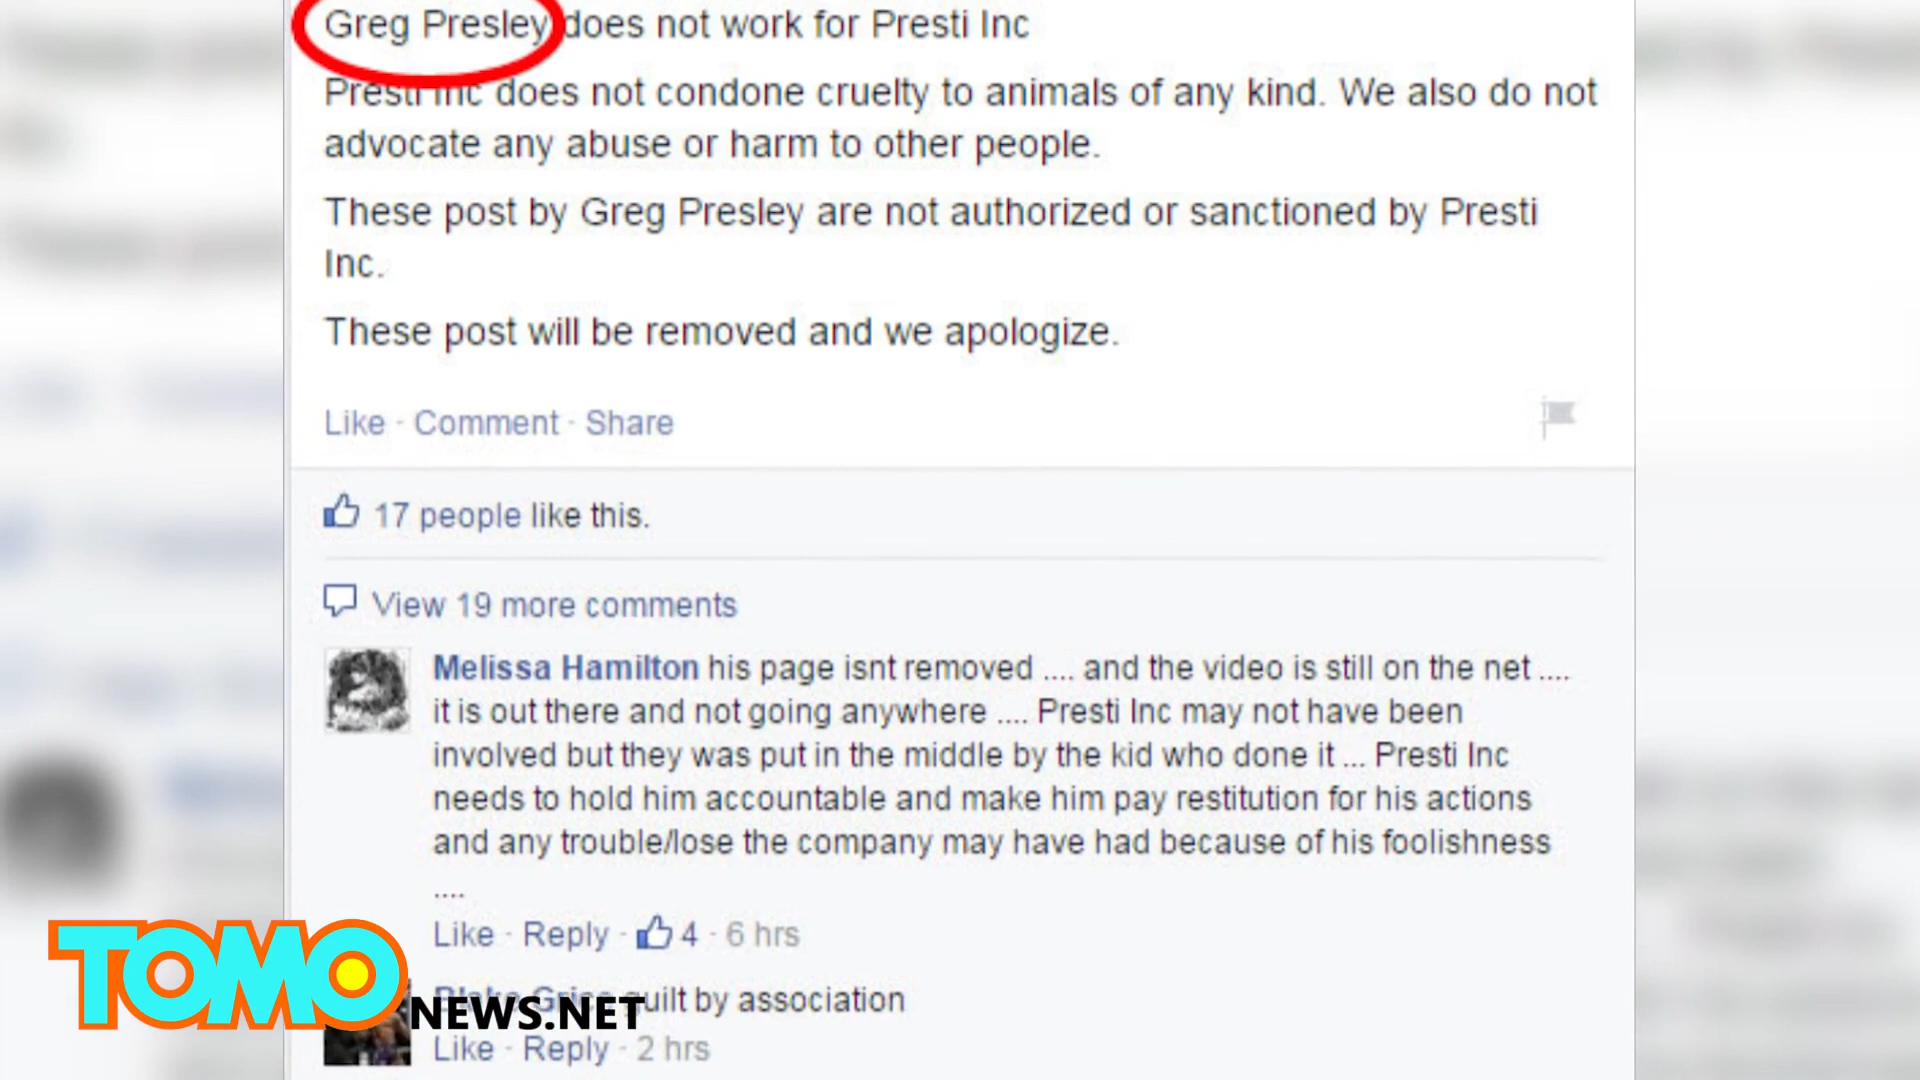 Greg Presley does not work for Presti Inc
Presti Inc does not condone cruelty to animals of any kind. We also do not
advocate any abuse or harm to other people.
These post by Greg Presley are not authorized or sanctioned by Presti
Inc.
These post will be removed and we apologize.
Like · Comment · Share
17 people like this.
View 19 more comments
Melissa Hamilton his page isnt removed .... and the video is still on the net ....
it is out there and not going anywhere .... Presti Inc may not have been
involved but they was put in the middle by the kid who done it ... Presti Inc
needs to hold him accountable and make him pay restitution for his actions
and any trouble/lose the company may have had because of his foolishness
....
Like · Reply · 4 · 6 hrs
guilt by association
Like · Reply · 2 hrs
TOMO
NEWS.NET